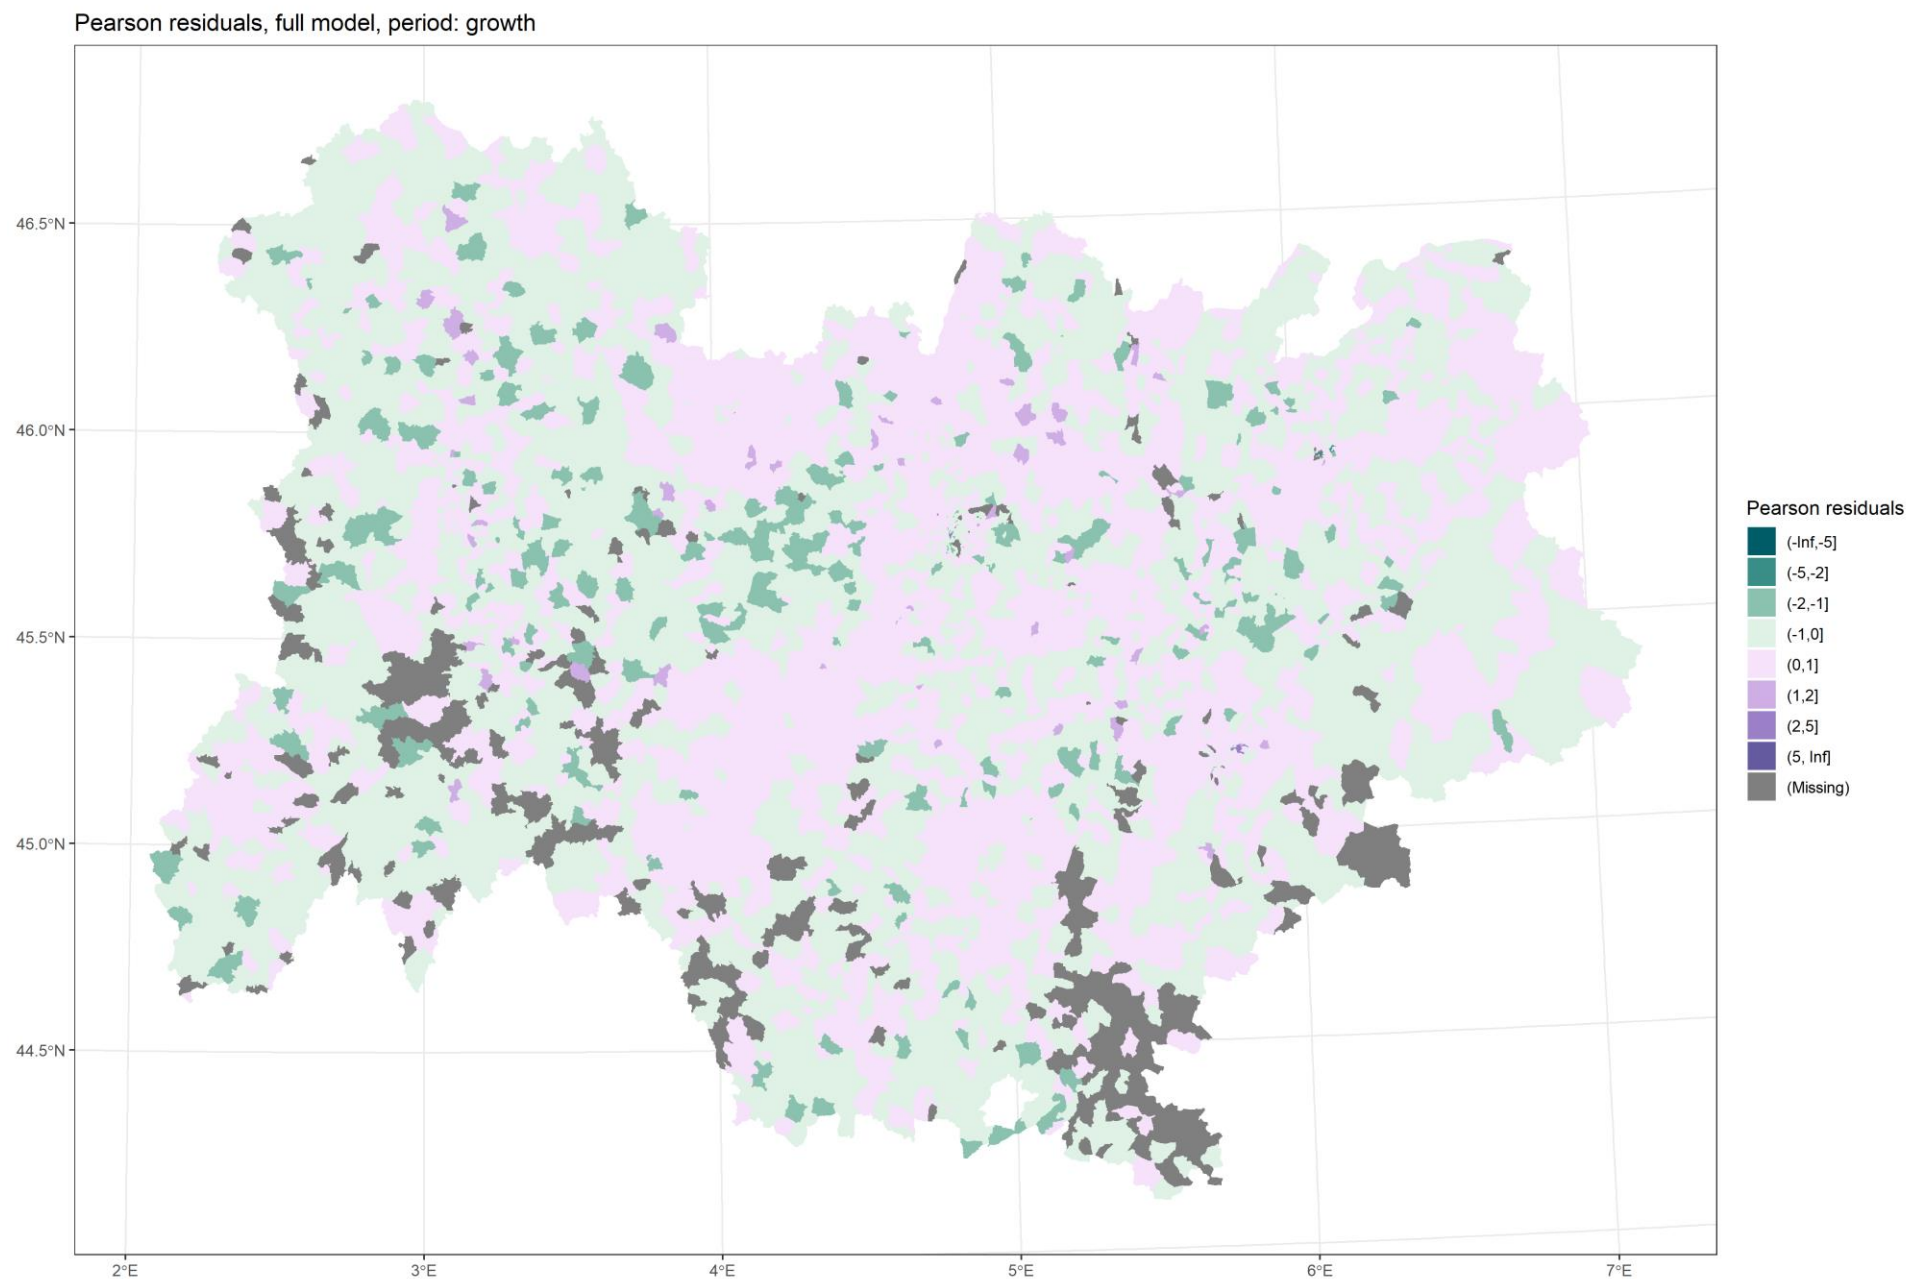 Pearson residuals, full model, period: growth
46.5°N
46.0°N
45.5°N
45.0°N
44.5°N
2°E
3°E
4°E
5°E
6°E
7°E
Pearson residuals
(-Inf,-5]
(-5,-2]
(-2,-1]
(-1,0]
(0,1]
(1,2]
(2,5]
(5, Inf]
(Missing)